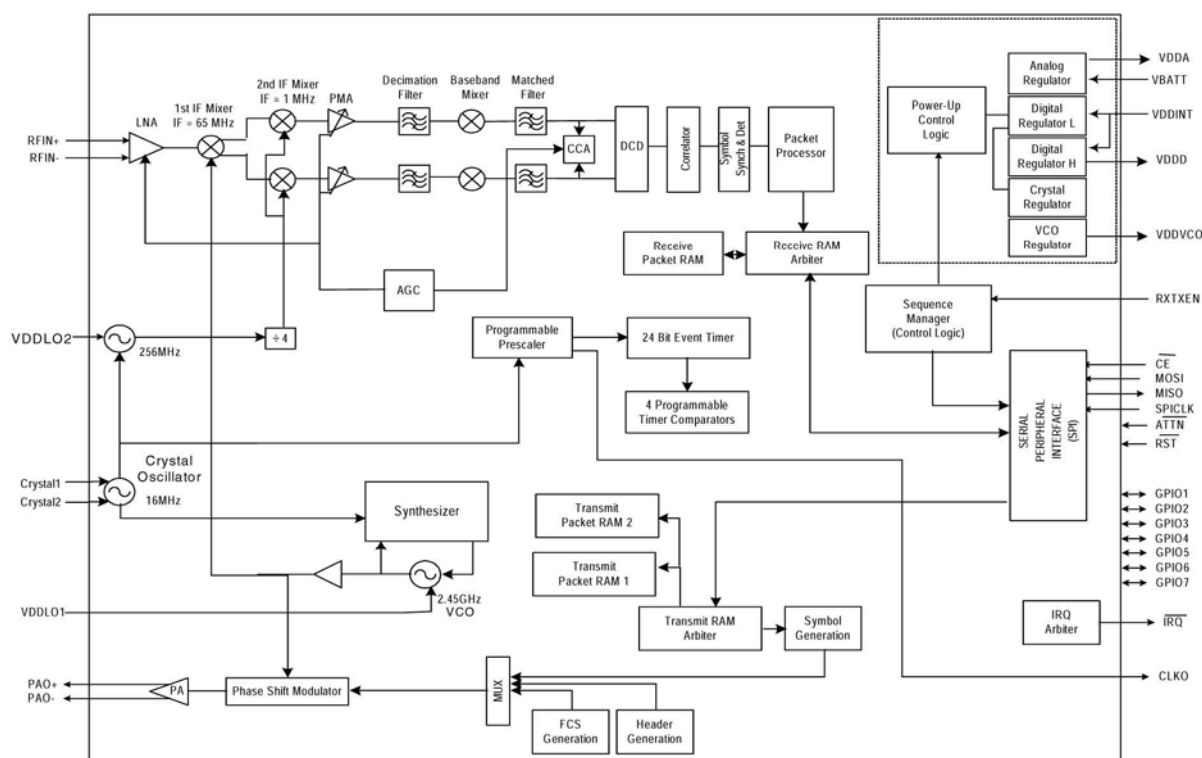 2nd IF Mixer
IF = 1 MHz
PMA
Decimation
Filter
Baseband
Mixer
Matched
Filter
1st IF Mixer
IF = 65 MHz
LNA
RFIN+
RFIN-
CCA
DCD
Correlator
Symbol
Synch & Det
Packet
Processor
Receive
Packet RAM
Receive RAM
Arbiter
AGC
Power-Up
Control
Logic
Analog
Regulator
Digital
Regulator L
Digital
Regulator H
Crystal
Regulator
VCO
Regulator
VDDA
VBATT
VDDINT
VDDD
VDDVCO
Sequence
Manager
(Control Logic)
RXTXEN
VDDLO2
256MHz
÷ 4
Programmable
Prescaler
24 Bit Event Timer
4 Programmable
Timer Comparators
SERIAL
PERIPHERAL
INTERFACE
(SPI)
CE
MOSI
MISO
SPICLK
ATTN
RST
GPIO1
GPIO2
GPIO3
GPIO4
GPIO5
GPIO6
GPIO7
Crystal
Oscillator
16MHz
Crystal1
Crystal2
Synthesizer
2.45GHz
VCO
VDDLO1
Transmit
Packet RAM 2
Transmit
Packet RAM 1
Transmit RAM
Arbiter
Symbol
Generation
IRQ
Arbiter
IRQ
CLKO
PAO+
PAO-
PA
Phase Shift Modulator
MUX
FCS
Generation
Header
Generation